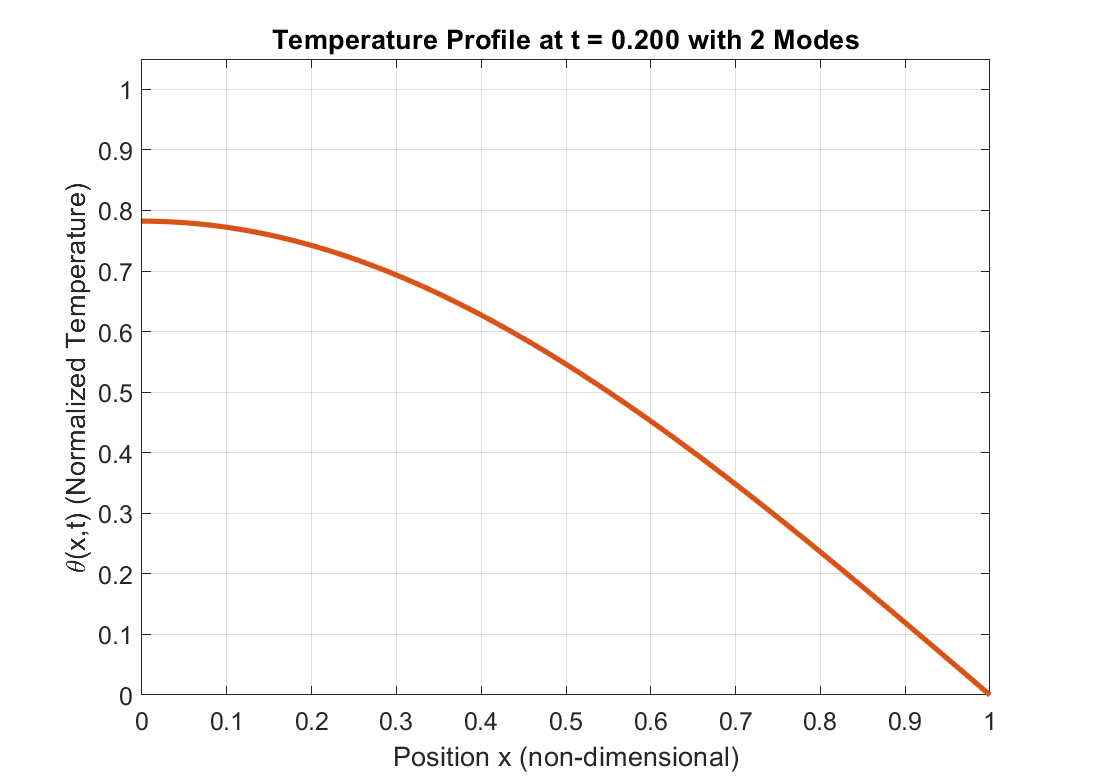 Temperature Profile at t = 0.200 with 2 Modes
θ(x,t) (Normalized Temperature)
1
0.9
0.8
0.7
0.6
0.5
0.4
0.3
0.2
0.1
0
0 0.1 0.2 0.3 0.4 0.5 0.6 0.7 0.8 0.9 1
Position x (non-dimensional)